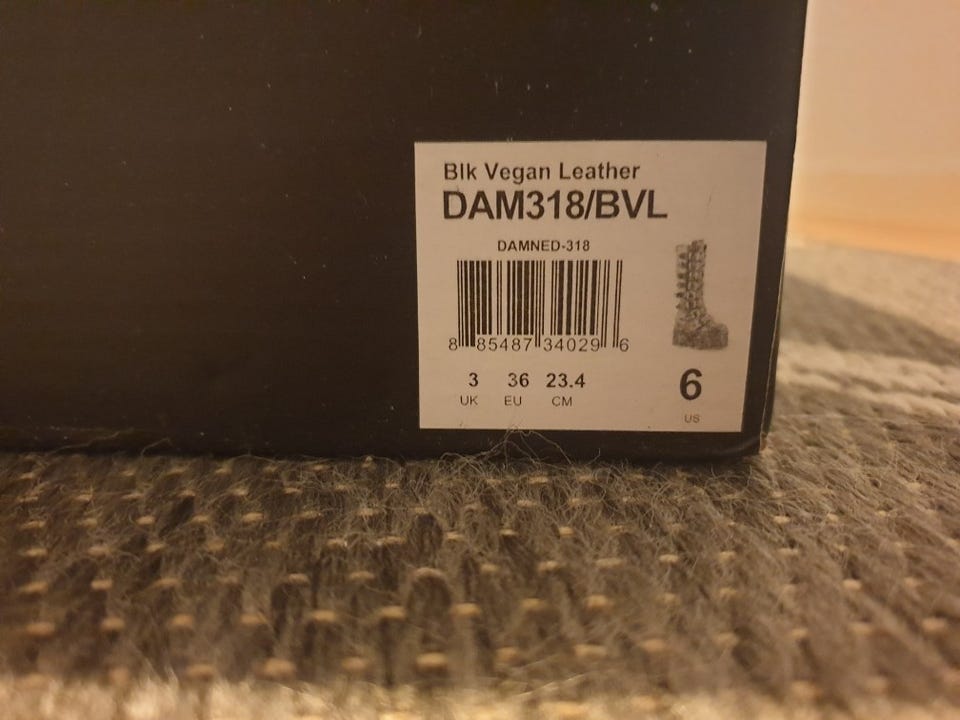 Blk Vegan Leather
DAM318/BVL
DAMNED-318
8 85487 34029 6
3 36 23.4
UK EU CM
6
US